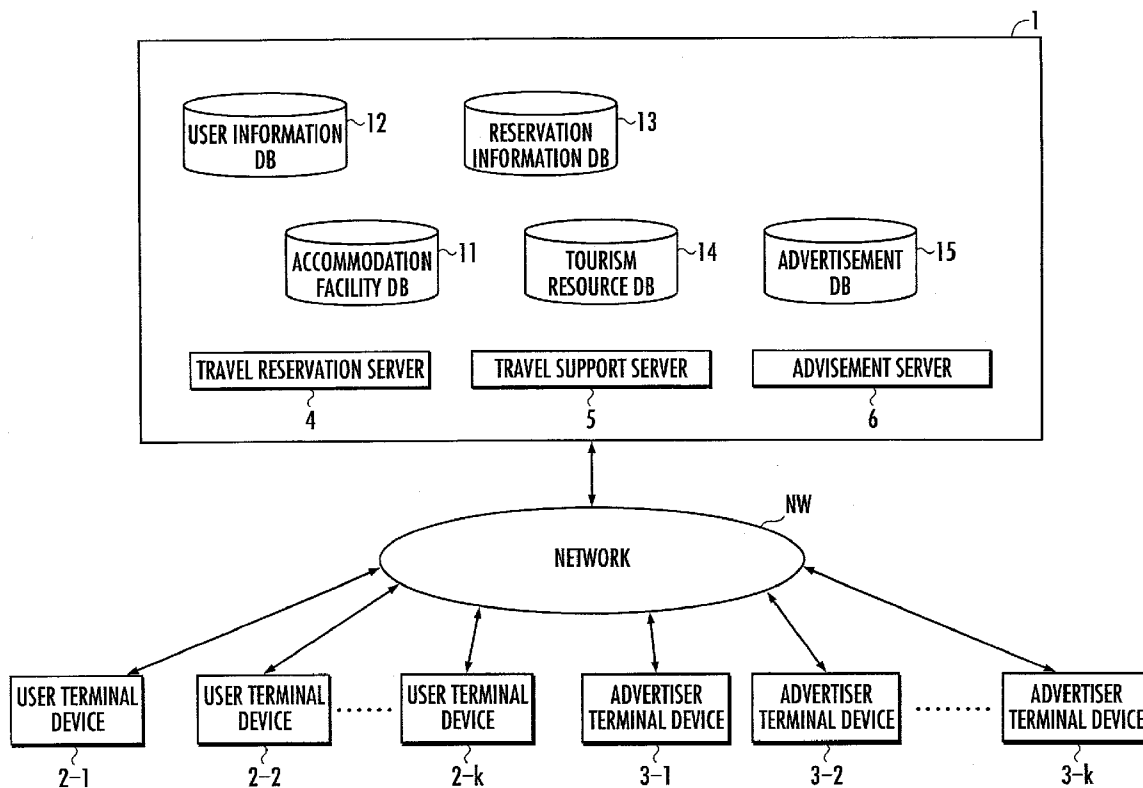 1
USER INFORMATION
DB
12
RESERVATION
INFORMATION DB
13
ACCOMMODATION
FACILITY DB
11
TOURISM
RESOURCE DB
14
ADVERTISEMENT
DB
15
TRAVEL RESERVATION SERVER
4
TRAVEL SUPPORT SERVER
5
ADVISEMENT SERVER
6
NW
NETWORK
USER TERMINAL
DEVICE
2-1
USER TERMINAL
DEVICE
2-2
USER TERMINAL
DEVICE
2-k
ADVERTISER
TERMINAL DEVICE
3-1
ADVERTISER
TERMINAL DEVICE
3-2
ADVERTISER
TERMINAL DEVICE
3-k